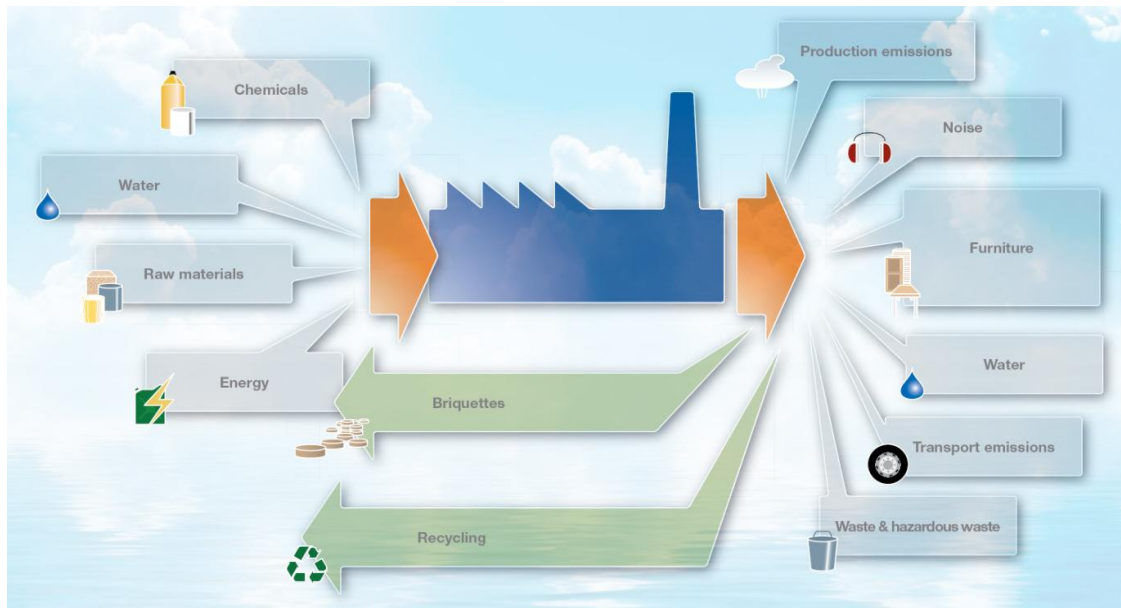 Chemicals
Water
Raw materials
Energy
Production emissions
Noise
Furniture
Water
Transport emissions
Waste & hazardous waste
Briquettes
Recycling